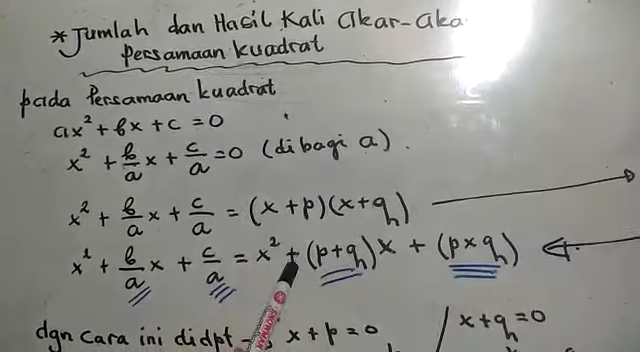 * Jumlah dan Hasil Kali Akar-Aka
persamaan kuadrat
pada Persamaan kuadrat
ax² + bx + c = 0
x² + b/a x + c/a = 0 (dibagi a).
x² + b/a x + c/a = (x + p)(x + q)
x² + b/a x + c/a = x² + (p+q)x + (p x q)
dgn cara ini didpt → x + p = 0 / x + q = 0
SNOWMAN